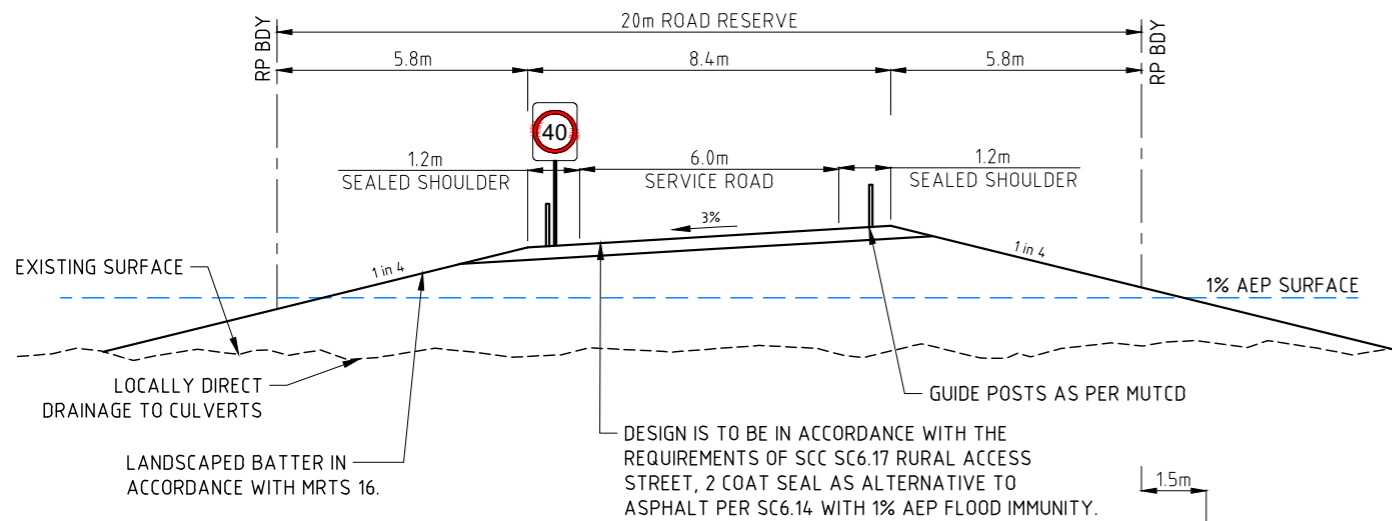 20m ROAD RESERVE
RP BDY
RP BDY
5.8m
8.4m
5.8m
40
1.2m
SEALED SHOULDER
6.0m
SERVICE ROAD
1.2m
SEALED SHOULDER
3%
EXISTING SURFACE
1 in 4
1 in 4
1% AEP SURFACE
LOCALLY DIRECT
DRAINAGE TO CULVERTS
GUIDE POSTS AS PER MUTCD
LANDSCAPED BATTER IN
ACCORDANCE WITH MRTS 16.
DESIGN IS TO BE IN ACCORDANCE WITH THE
REQUIREMENTS OF SCC SC6.17 RURAL ACCESS
STREET, 2 COAT SEAL AS ALTERNATIVE TO
ASPHALT PER SC6.14 WITH 1% AEP FLOOD IMMUNITY.
1.5m